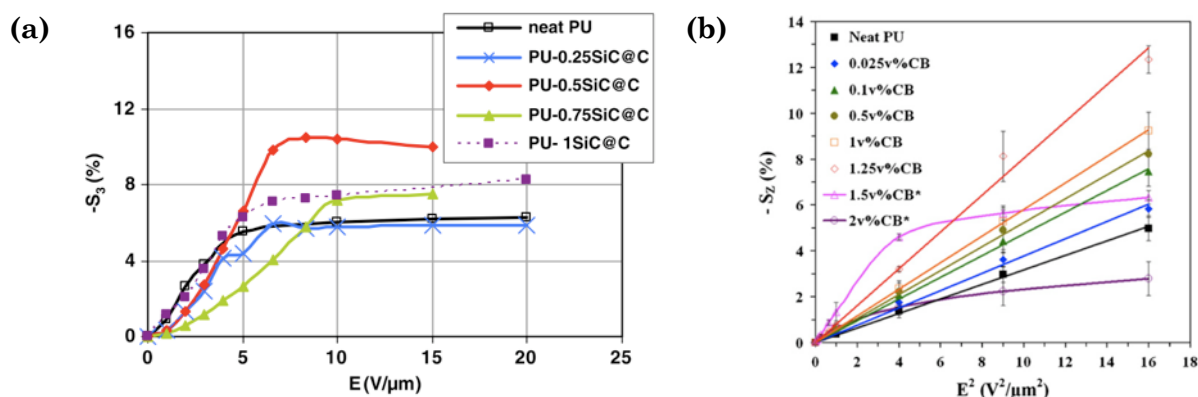 (a)
-S₃ (%)
16
12
8
4
0
0 5 10 15 20 25
E (V/µm)
neat PU
PU-0.25SiC@C
PU-0.5SiC@C
PU-0.75SiC@C
PU- 1SiC@C
(b)
- S_Z (%)
14
12
10
8
6
4
2
0
0 2 4 6 8 10 12 14 16 18
E² (V²/µm²)
Neat PU
0.025v%CB
0.1v%CB
0.5v%CB
1v%CB
1.25v%CB
1.5v%CB*
2v%CB*